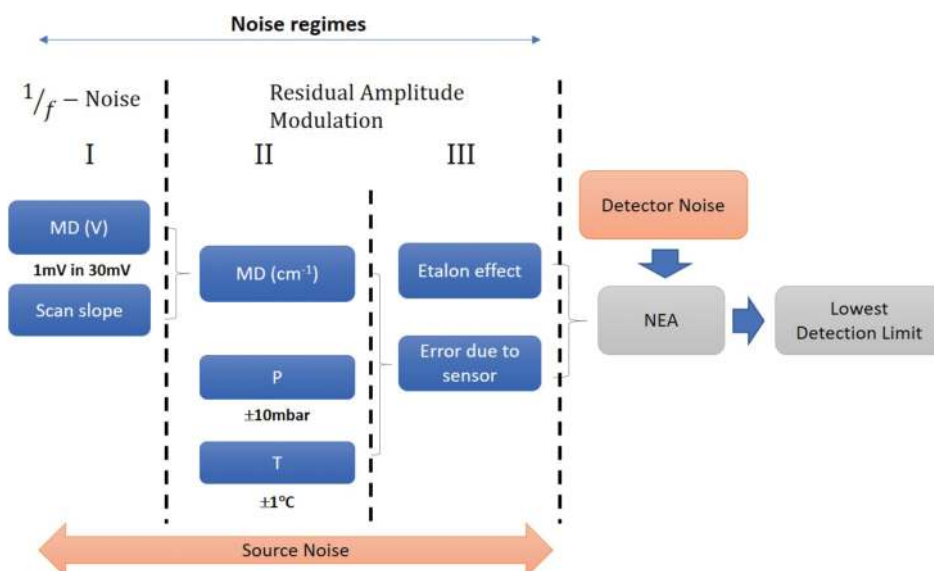 Noise regimes
1/f − Noise
Residual Amplitude
Modulation
I
II
III
MD (V)
1mV in 30mV
Scan slope
MD (cm⁻¹)
P
±10mbar
T
±1°C
Etalon effect
Error due to
sensor
Detector Noise
NEA
Lowest
Detection Limit
Source Noise